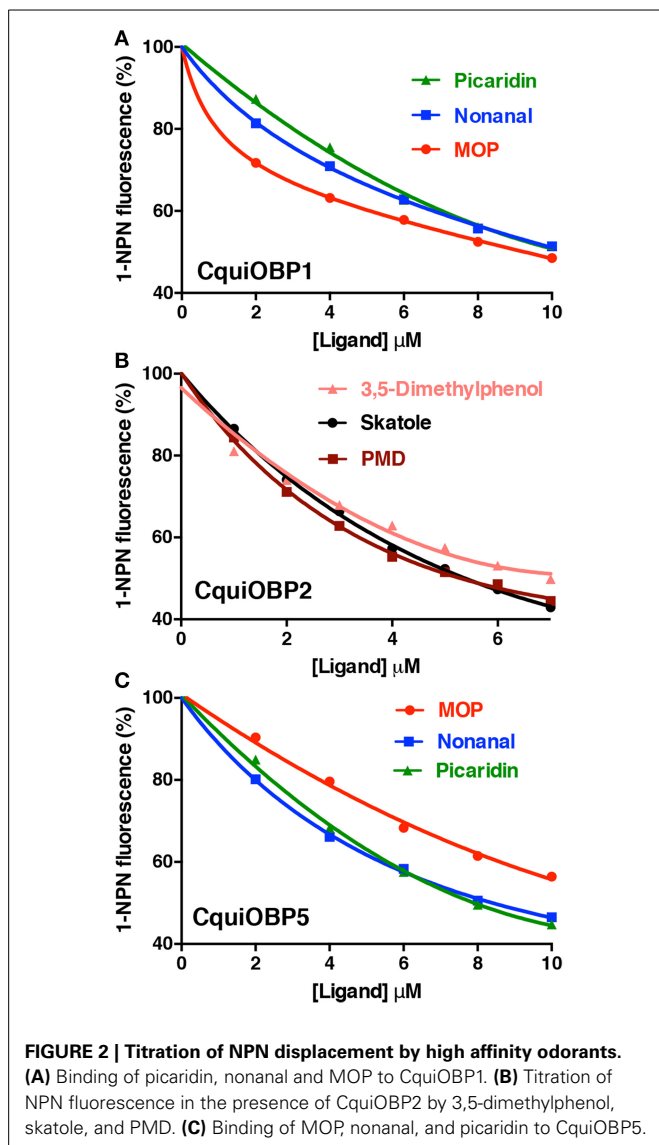 A
100
80
60
40
1-NPN fluorescence (%)
Picaridin
Nonanal
MOP
CquiOBP1
0 2 4 6 8 10
[Ligand] μM
B
100
80
60
40
1-NPN fluorescence (%)
3,5-Dimethylphenol
Skatole
PMD
CquiOBP2
0 2 4 6
[Ligand] μM
C
100
80
60
40
1-NPN fluorescence (%)
MOP
Nonanal
Picaridin
CquiOBP5
0 2 4 6 8 10
[Ligand] μM
FIGURE 2 | Titration of NPN displacement by high affinity odorants.
(A) Binding of picaridin, nonanal and MOP to CquiOBP1. (B) Titration of
NPN fluorescence in the presence of CquiOBP2 by 3,5-dimethylphenol,
skatole, and PMD. (C) Binding of MOP, nonanal, and picaridin to CquiOBP5.